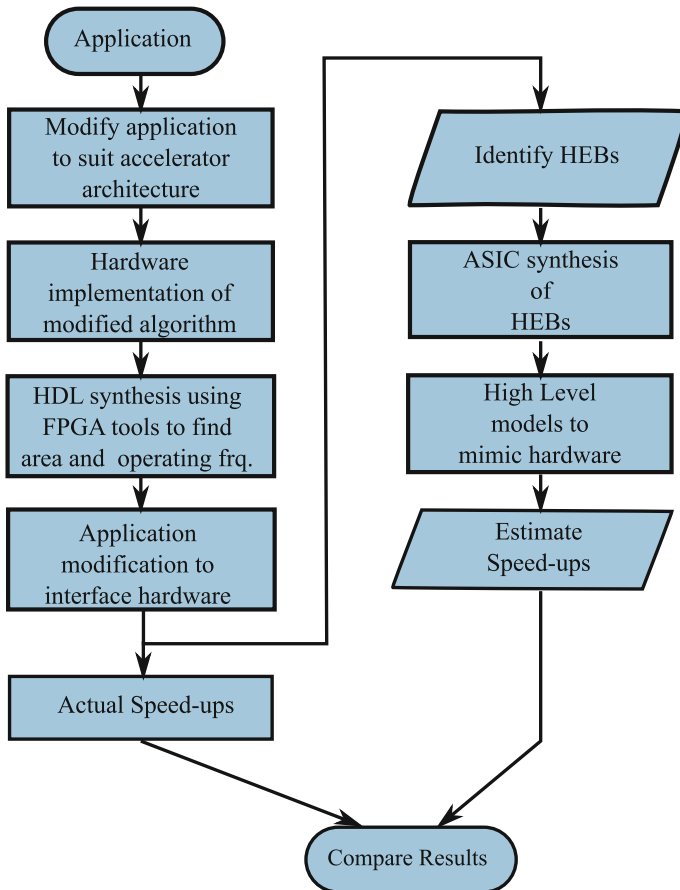 Application
Modify application
to suit accelerator
architecture
Hardware
implementation of
modified algorithm
HDL synthesis using
FPGA tools to find
area and operating frq.
Application
modification to
interface hardware
Actual Speed-ups
Identify HEBs
ASIC synthesis
of
HEBs
High Level
models to
mimic hardware
Estimate
Speed-ups
Compare Results